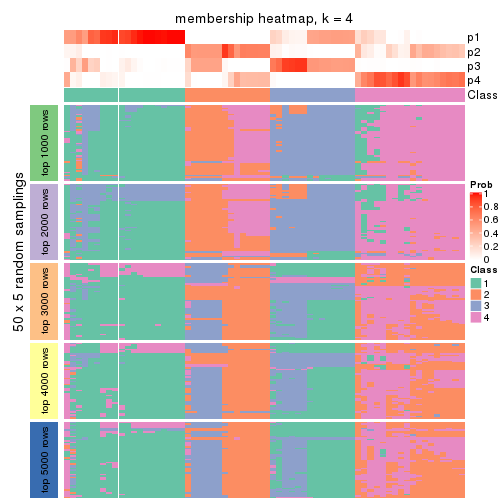 membership heatmap, k = 4
p1
p2
p3
p4
Class
50 x 5 random samplings
top 1000 rows
top 2000 rows
top 3000 rows
top 4000 rows
top 5000 rows
Prob
1
0.8
0.6
0.4
0.2
0
Class
1
2
3
4